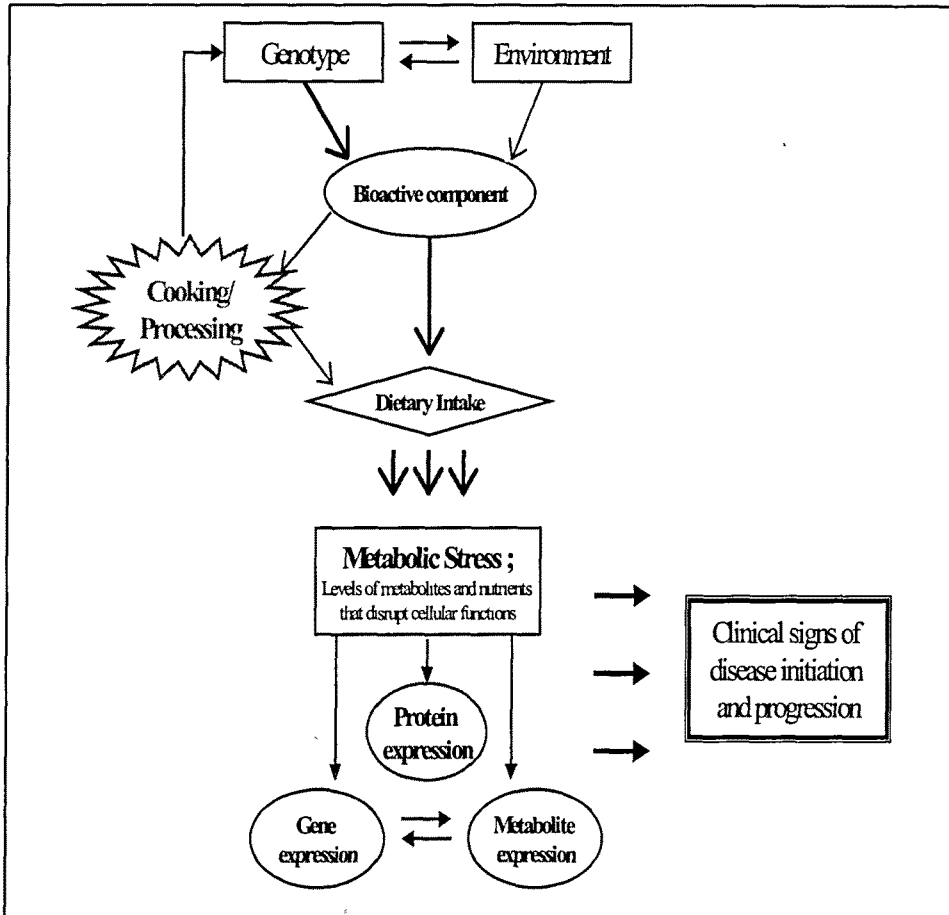 Genotype
Environment
Bioactive component
Cooking/
Processing
Dietary Intake
Metabolic Stress ;
Levels of metabolites and nutrients
that disrupt cellular functions
Clinical signs of
disease initiation
and progression
Protein
expression
Gene
expression
Metabolite
expression